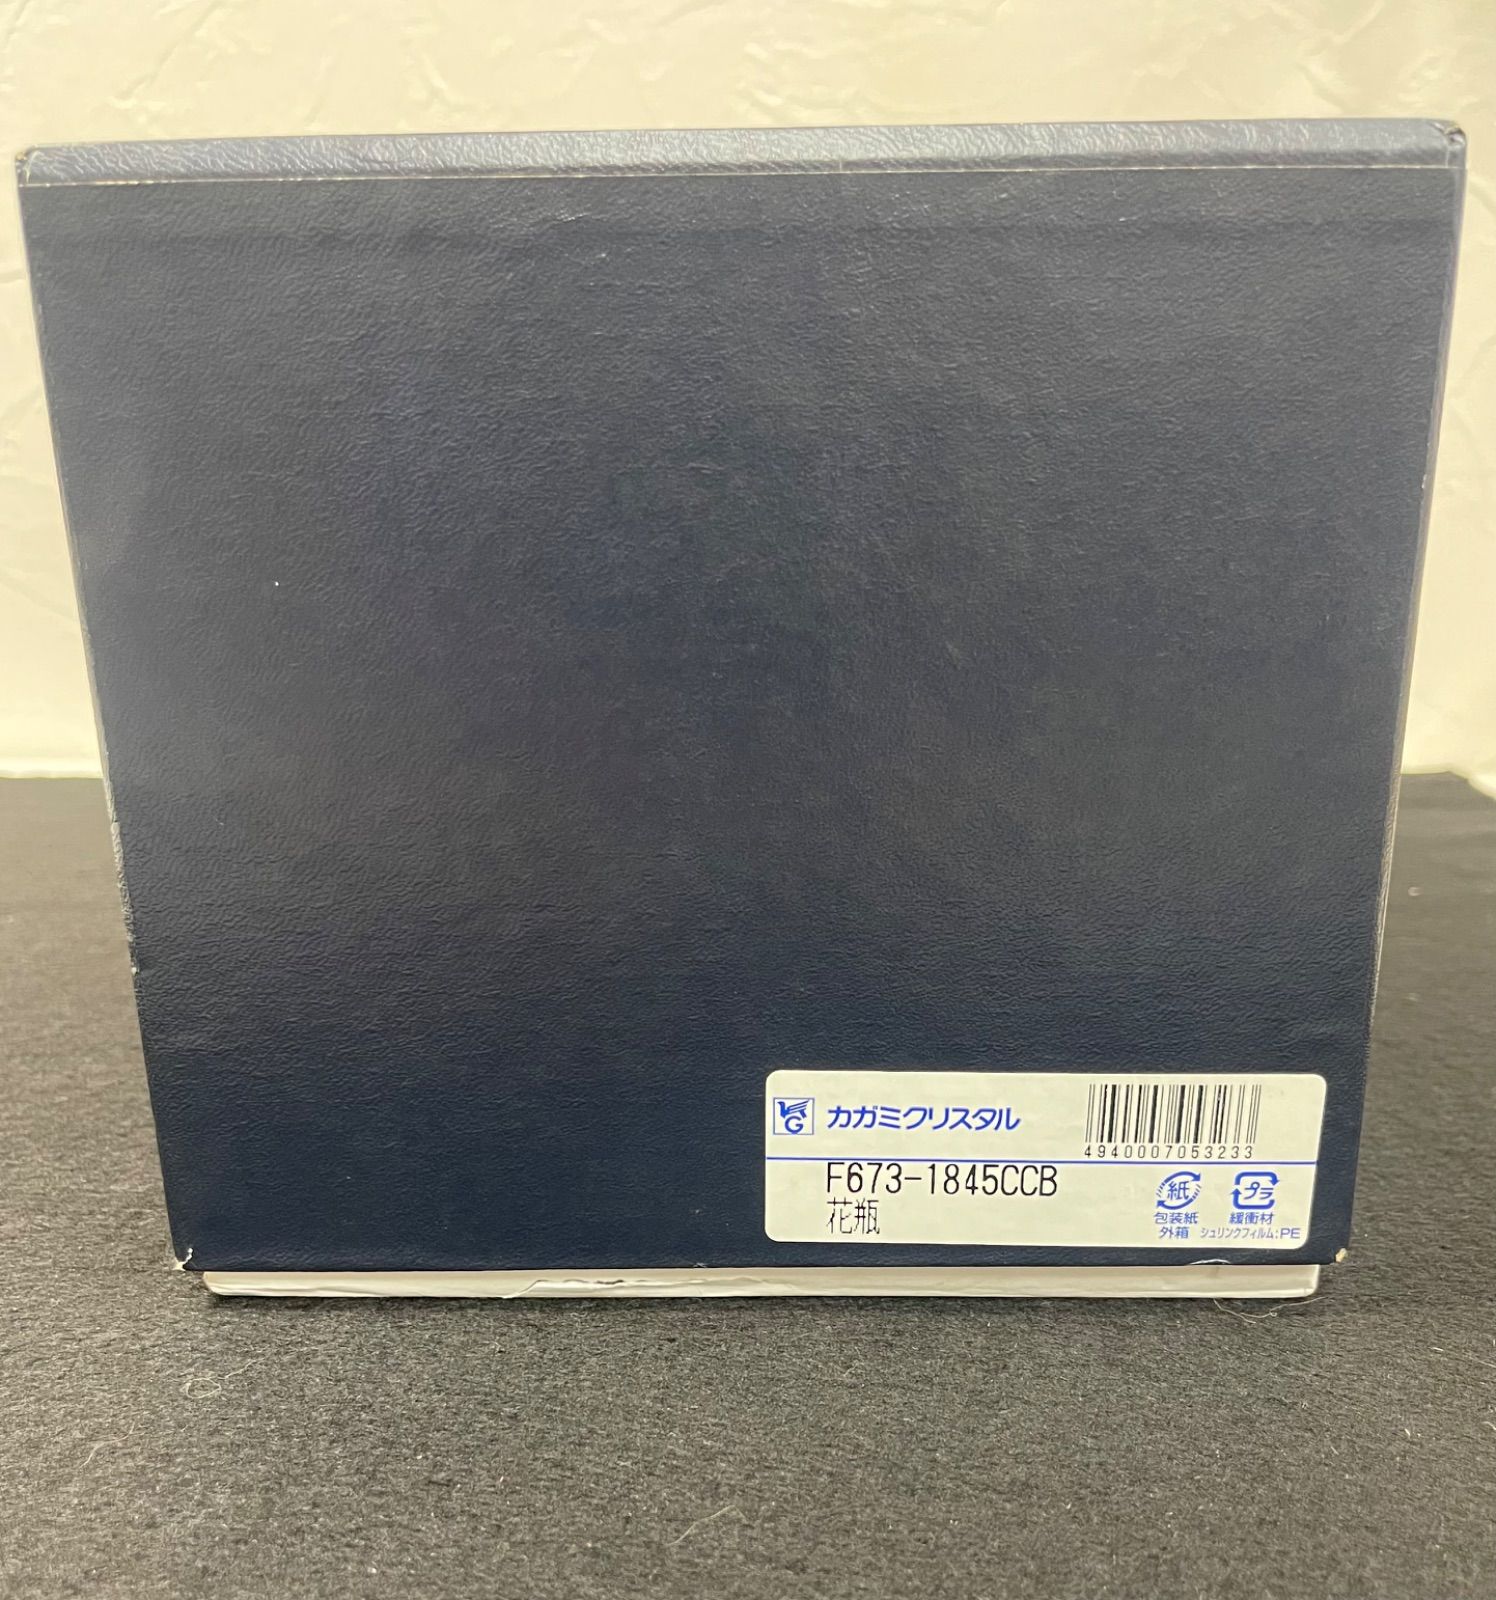 G カガミクリスタル
4940007053233
F673-1845CCB
花瓶
紙
包装紙
外箱
プラ
緩衝材
シュリンクフィルム:PE